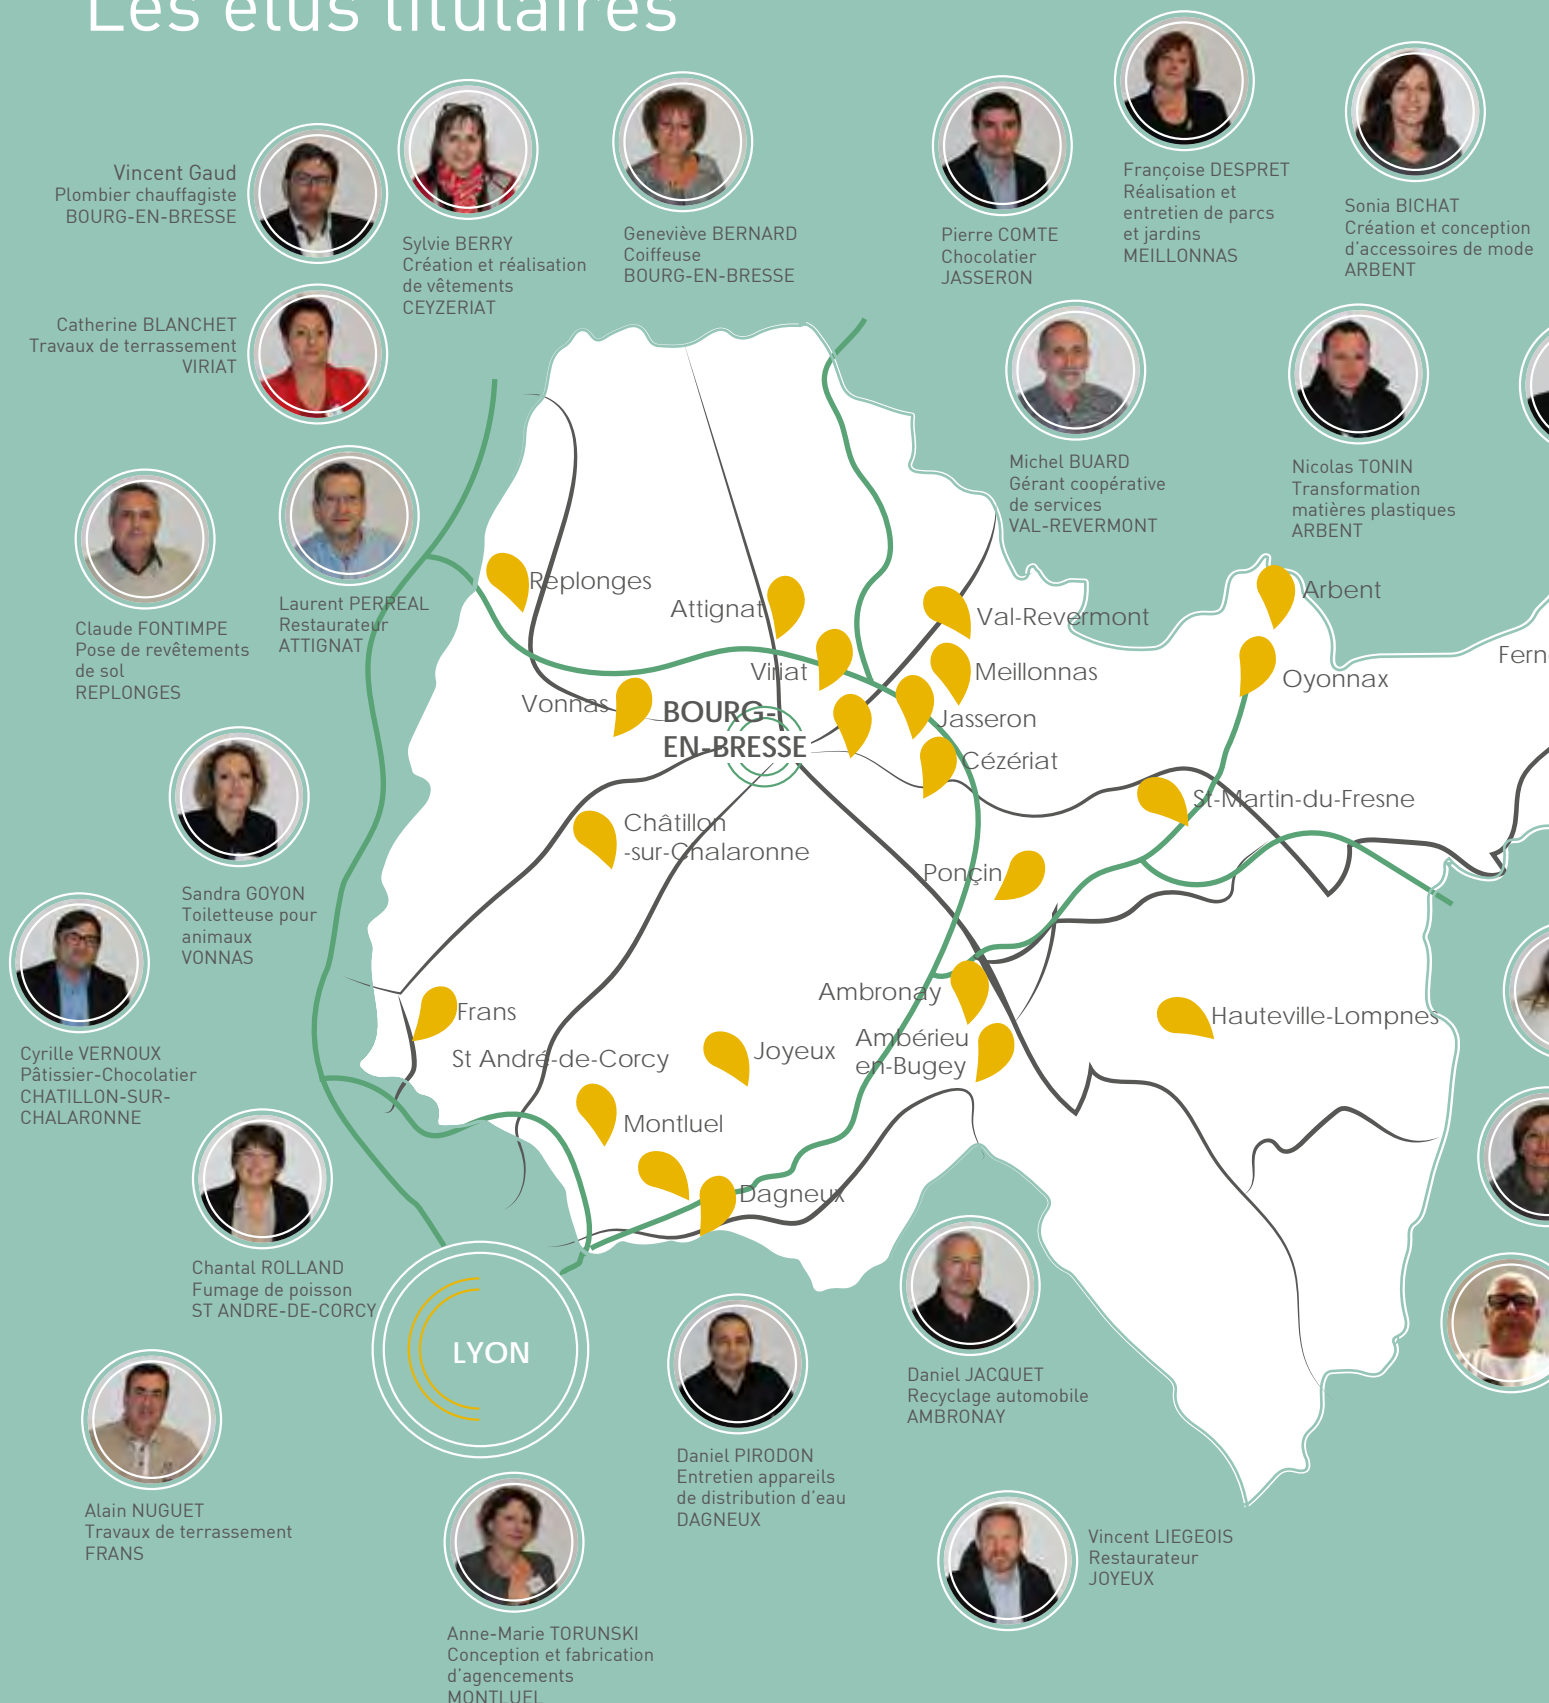 Les élus titulaires
Vincent Gaud
Plombier chauffagiste
BOURG-EN-BRESSE
Sylvie BERRY
Création et réalisation
de vêtements
CEYZERIAT
Geneviève BERNARD
Coiffeuse
BOURG-EN-BRESSE
Pierre COMTE
Chocolatier
JASSERON
Françoise DESPRET
Réalisation et
entretien de parcs
et jardins
MEILLONNAS
Sonia BICHAT
Création et conception
d'accessoires de mode
ARBENT
Catherine BLANCHET
Travaux de terrassement
VIRIAT
Michel BUARD
Gérant coopérative
de services
VAL-REVERMONT
Nicolas TONIN
Transformation
matières plastiques
ARBENT
Claude FONTIMPE
Pose de revêtements
de sol
REPLONGES
Laurent PERREAL
Restaurateur
ATTIGNAT
Replonges
Attignat
Val-Revermont
Arbent
Viriat
Meillonnas
Oyonnax
Fern
Vonnas
BOURG-
EN-BRESSE
Jasseron
Cézériat
St-Martin-du-Fresne
Châtillon
-sur-Chalaronne
Ponçin
Sandra GOYON
Toiletteuse pour
animaux
VONNAS
Ambronay
Frans
Hauteville-Lompnes
St André-de-Corcy
Joyeux
Ambérieu
en-Bugey
Montluel
Dagneux
Cyrille VERNOUX
Pâtissier-Chocolatier
CHATILLON-SUR-
CHALARONNE
Chantal ROLLAND
Fumage de poisson
ST ANDRE-DE-CORCY
LYON
Daniel JACQUET
Recyclage automobile
AMBRONAY
Daniel PIRODON
Entretien appareils
de distribution d'eau
DAGNEUX
Alain NUGUET
Travaux de terrassement
FRANS
Vincent LIEGEOIS
Restaurateur
JOYEUX
Anne-Marie TORUNSKI
Conception et fabrication
d'agencements
MONTLUEL